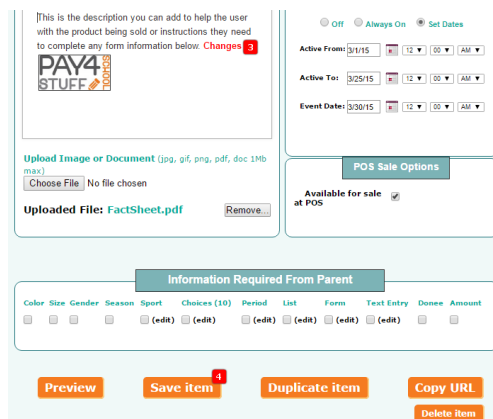 This is the description you can add to help the user
with the product being sold or instructions they need
to complete any form information below. Changes 3
PAY4
SCHOOL
STUFF
Upload Image or Document (jpg, gif, png, pdf, doc 1Mb
max)
Choose File No file chosen
Uploaded File: FactSheet.pdf Remove...
Off Always On Set Dates
Active From: 3/1/15 12 00 AM
Active To: 3/25/15 12 00 AM
Event Date: 3/30/15 12 00 AM
POS Sale Options
Available for sale
at POS
Information Required From Parent
Color Size Gender Season Sport Choices (10) Period List Form Text Entry Donee Amount
(edit) (edit) (edit) (edit) (edit) (edit)
4
Preview Save item Duplicate item Copy URL
Delete item